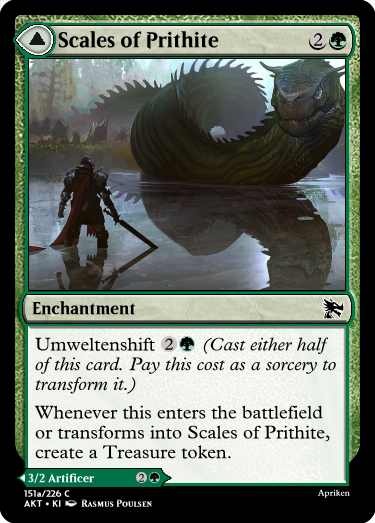 Scales of Prithite 2
Enchantment
Umweltenshift 2 (Cast either half
of this card. Pay this cost as a sorcery to
transform it.)
Whenever this enters the battlefield
or transforms into Scales of Prithite,
create a Treasure token.
3/2 Artificer 2
151a/226 C
Apriken
AKT • KI Rasmus Poulsen